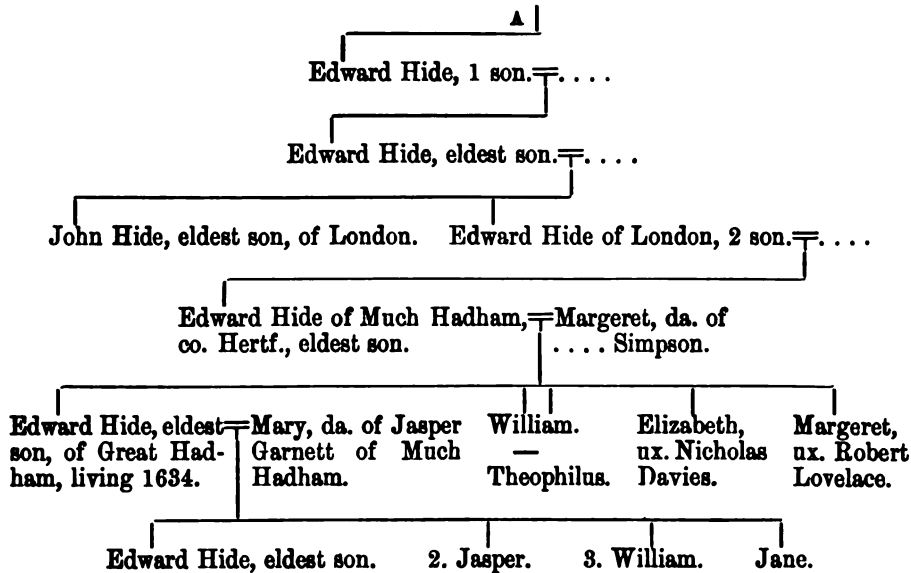 A
Edward Hide, 1 son.=. . . .
Edward Hide, eldest son.=. . . .
John Hide, eldest son, of London.
Edward Hide of London, 2 son.=. . . .
Edward Hide of Much Hadham,=Margeret, da. of
co. Hertf., eldest son.
. . . . Simpson.
Edward Hide, eldest=
son, of Great Had-
ham, living 1634.
Mary, da. of Jasper
Garnett of Much
Hadham.
William.
—
Theophilus.
Elizabeth,
ux. Nicholas
Davies.
Margeret,
ux. Robert
Lovelace.
Edward Hide, eldest son.
2. Jasper.
3. William.
Jane.